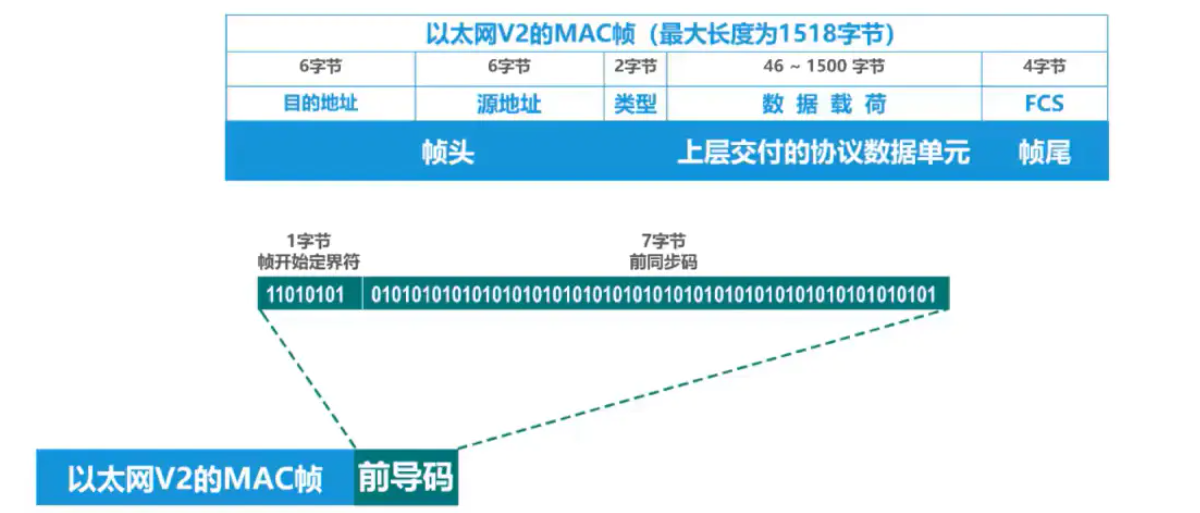 以太网V2的MAC帧（最大长度为1518字节）
6字节 6字节 2字节 46 ~ 1500 字节 4字节
目的地址 源地址 类型 数 据 载 荷 FCS
帧头 上层交付的协议数据单元 帧尾
1字节 7字节
帧开始定界符 前同步码
11010101 01010101010101010101010101010101010101010101010101010101
以太网V2的MAC帧 前导码